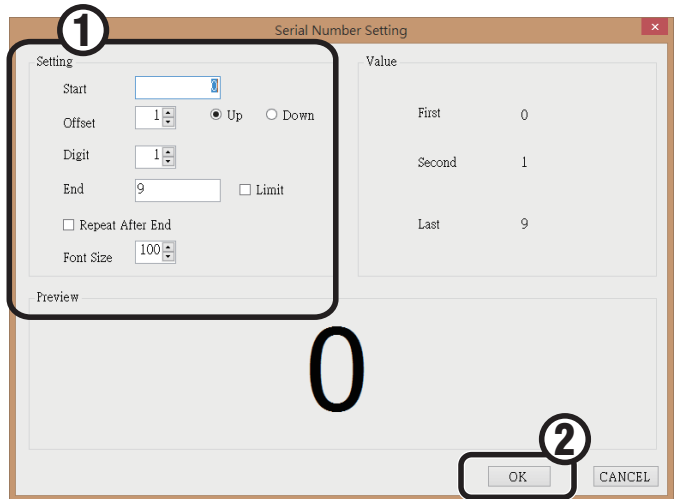 1
Serial Number Setting
Setting
Start 0
Offset 1 Up Down
Digit 1
End 9 Limit
Repeat After End
Font Size 100
Value
First 0
Second 1
Last 9
Preview
0
2
OK CANCEL